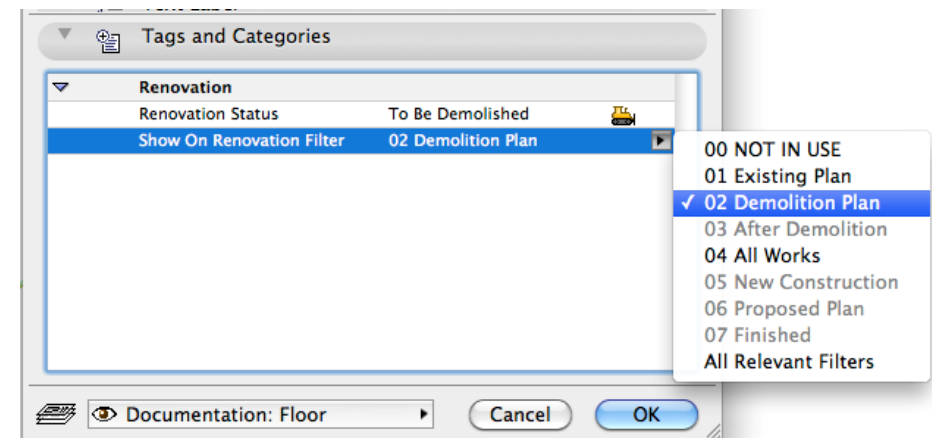 Tags and Categories
Renovation
Renovation Status To Be Demolished
Show On Renovation Filter 02 Demolition Plan
00 NOT IN USE
01 Existing Plan
✓ 02 Demolition Plan
03 After Demolition
04 All Works
05 New Construction
06 Proposed Plan
07 Finished
All Relevant Filters
Documentation: Floor
Cancel
OK